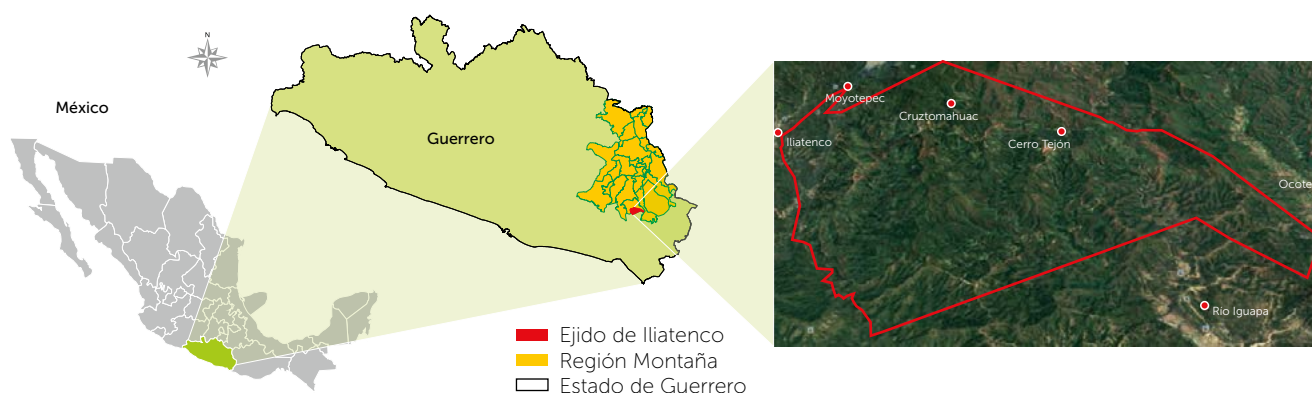 N
México
Guerrero
Moyotepec
Cruztomahuac
Iliatenco
Cerro Tejón
Ocote
Río Iguapa
Ejido de Iliatenco
Región Montaña
Estado de Guerrero